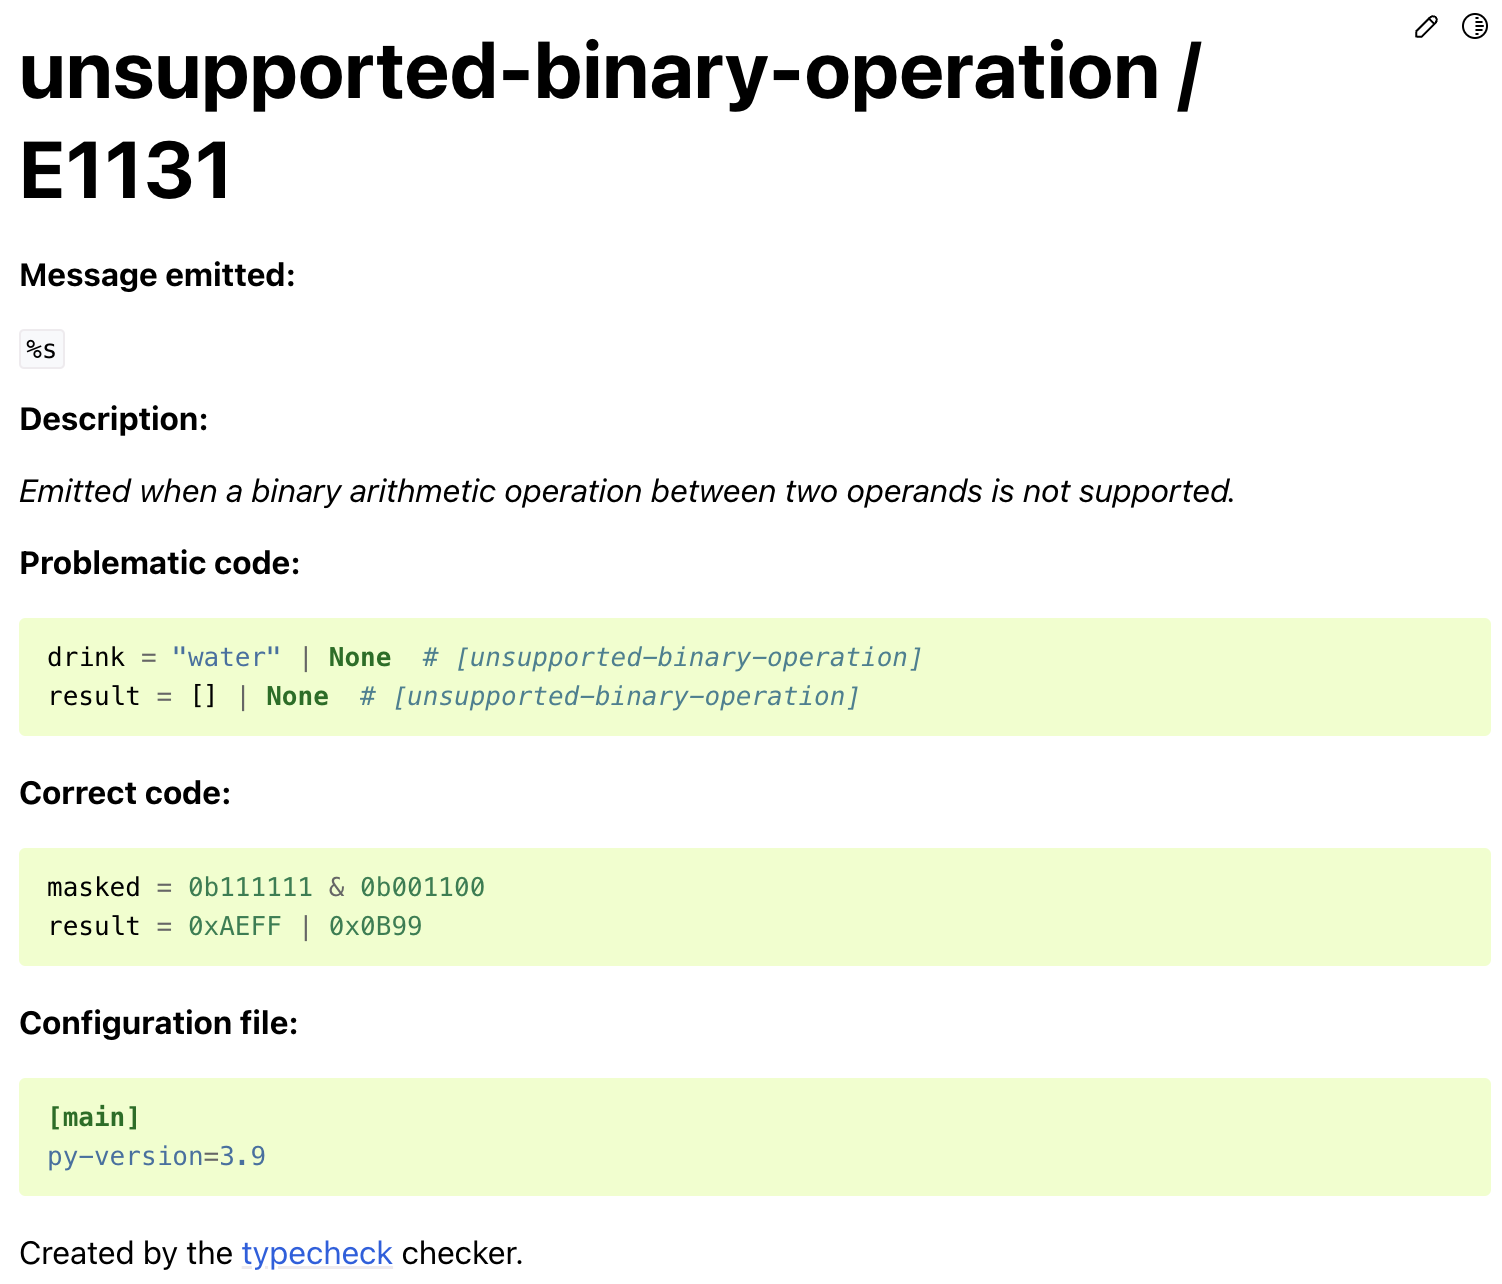 unsupported-binary-operation /
E1131
Message emitted:
%s
Description:
Emitted when a binary arithmetic operation between two operands is not supported.
Problematic code:
drink = "water" | None  # [unsupported-binary-operation]
result = [] | None  # [unsupported-binary-operation]
Correct code:
masked = 0b111111 & 0b001100
result = 0xAEFF | 0x0B99
Configuration file:
[main]
py-version=3.9
Created by the typecheck checker.